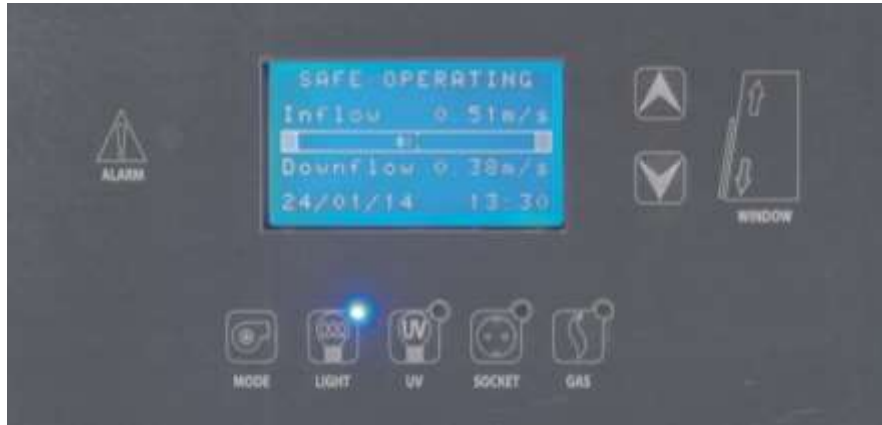 SAFE OPERATING
Inflow 0.51m/s
Downflow 0.38m/s
24/01/14 13:30
ALARM
WINDOW
UV
MODE LIGHT UV SOCKET GAS